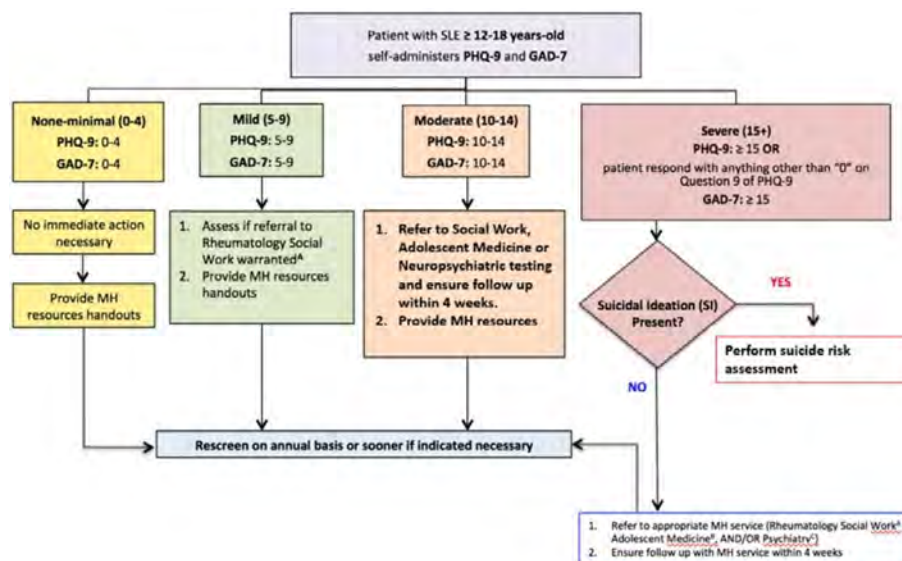 Patient with SLE ≥ 12-18 years-old
self-administers PHQ-9 and GAD-7
None-minimal (0-4)
PHQ-9: 0-4
GAD-7: 0-4
Mild (5-9)
PHQ-9: 5-9
GAD-7: 5-9
Moderate (10-14)
PHQ-9: 10-14
GAD-7: 10-14
Severe (15+)
PHQ-9: ≥ 15 OR
patient respond with anything other than "0" on
Question 9 of PHQ-9
GAD-7: ≥ 15
No immediate action
necessary
Provide MH
resources handouts
1. Assess if referral to
Rheumatology Social
Work warranted^A
2. Provide MH resources
handouts
1. Refer to Social Work,
Adolescent Medicine or
Neuropsychiatric testing
and ensure follow up
within 4 weeks.
2. Provide MH resources
Suicidal Ideation (SI)
Present?
YES
Perform suicide risk
assessment
NO
Rescreen on annual basis or sooner if indicated necessary
1. Refer to appropriate MH service (Rheumatology Social Work^A
Adolescent Medicine^B, AND/OR Psychiatry^C)
2. Ensure follow up with MH service within 4 weeks